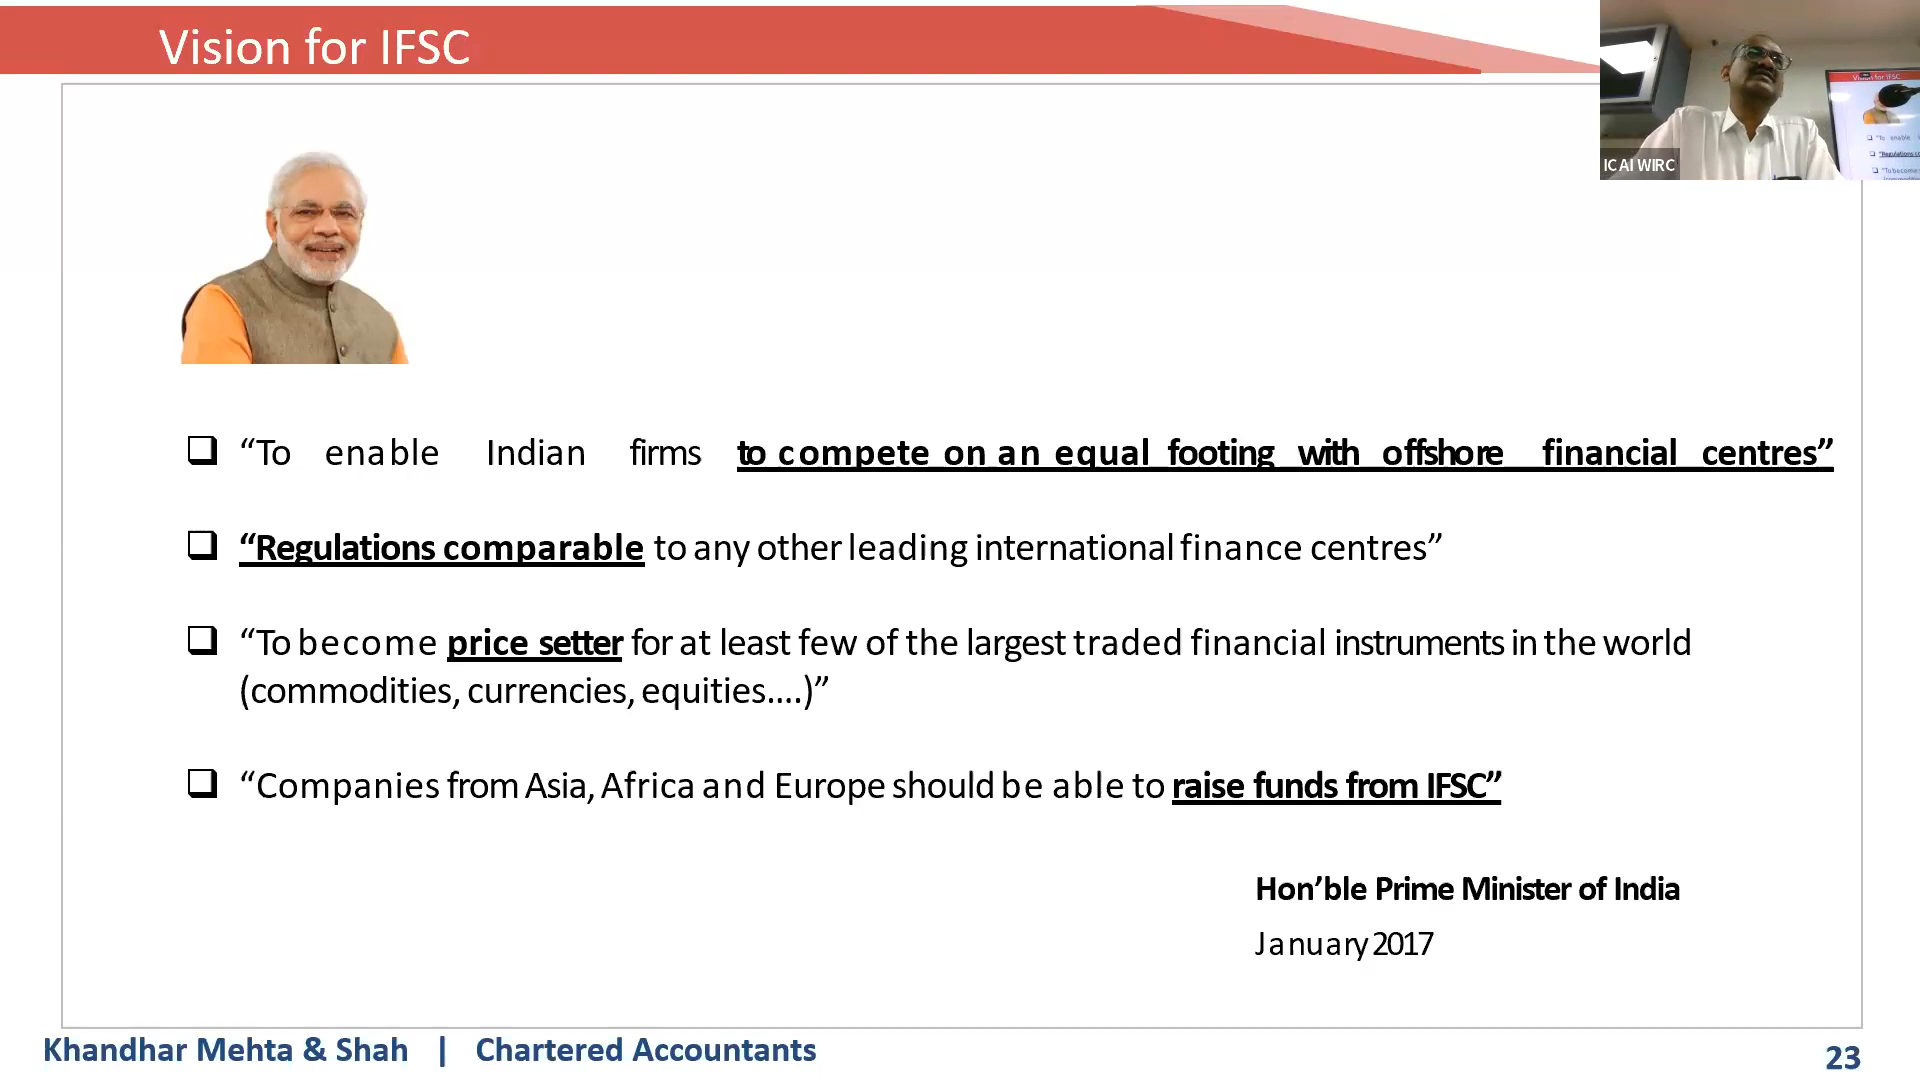 Vision for IFSC
ICAI WIRC
Vision for IFSC
❑ “To enable Indian firms to compete on an equal footing with offshore financial centres”
❑ “Regulations comparable to any other leading international finance centres”
❑ “To become price setter for at least few of the largest traded financial instruments in the world
(commodities, currencies, equities....)”
❑ “Companies from Asia, Africa and Europe should be able to raise funds from IFSC”
Hon’ble Prime Minister of India
January 2017
Khandhar Mehta & Shah | Chartered Accountants
23